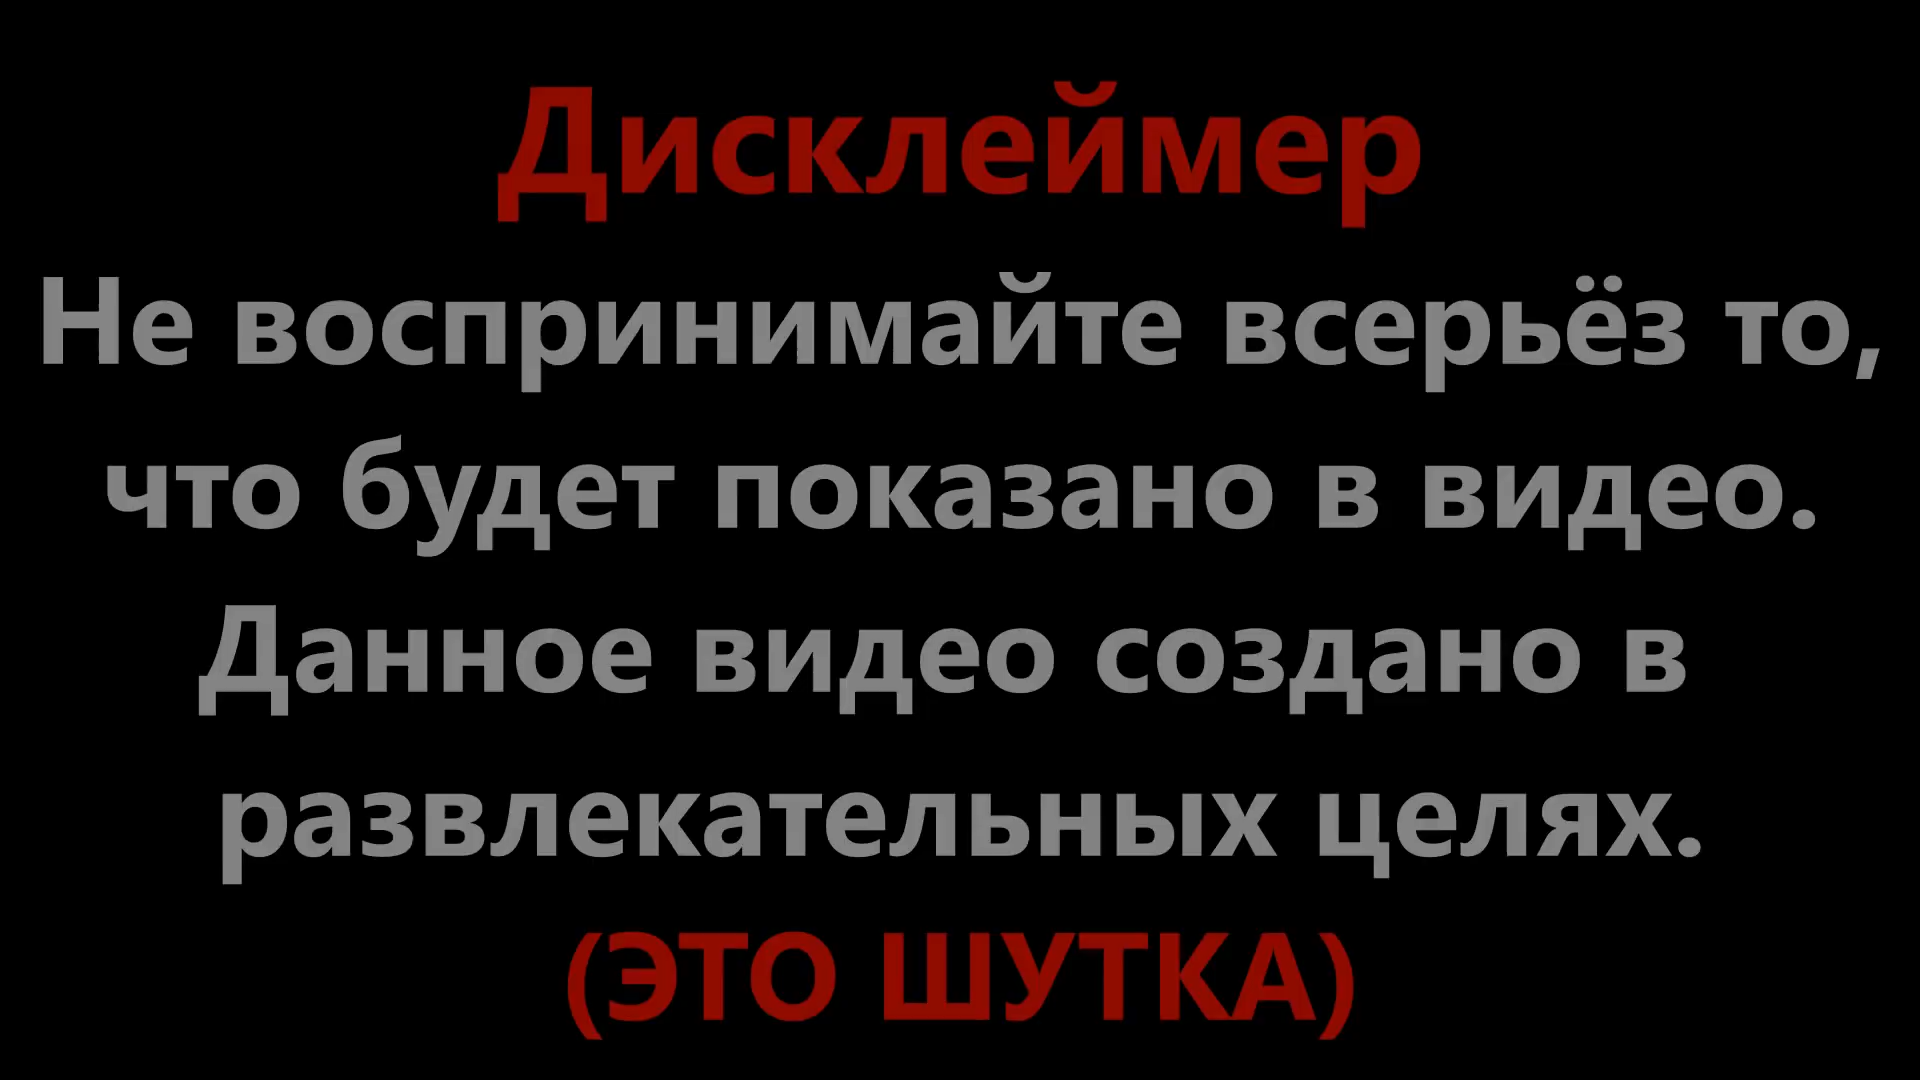 Дисклеймер
Не воспринимайте всерьёз то,
что будет показано в видео.
Данное видео создано в
развлекательных целях.
(ЭТО ШУТКА)